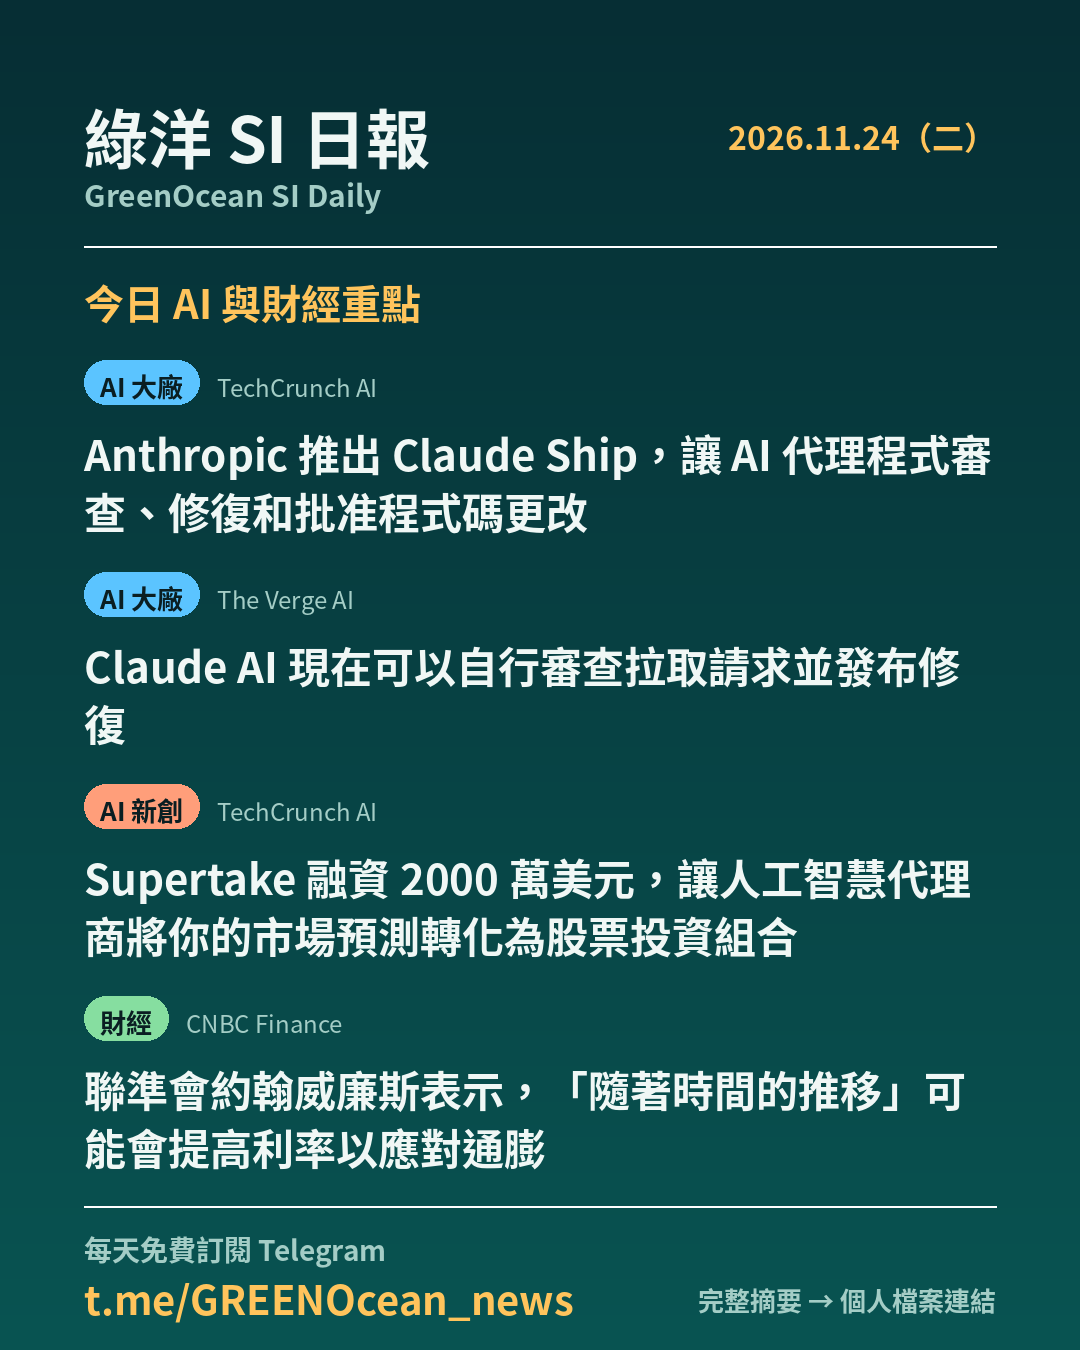 綠洋 SI 日報
2026.11.24（二）
GreenOcean SI Daily
今日 AI 與財經重點
AI 大廠 TechCrunch AI
Anthropic 推出 Claude Ship，讓 AI 代理程式審
查、修復和批准程式碼更改
AI 大廠 The Verge AI
Claude AI 現在可以自行審查拉取請求並發布修
復
AI 新創 TechCrunch AI
Supertake 融資 2000 萬美元，讓人工智慧代理
商將你的市場預測轉化為股票投資組合
財經 CNBC Finance
聯準會約翰威廉斯表示，「隨著時間的推移」可
能會提高利率以應對通膨
每天免費訂閱 Telegram
t.me/GREENOcean_news
完整摘要 → 個人檔案連結